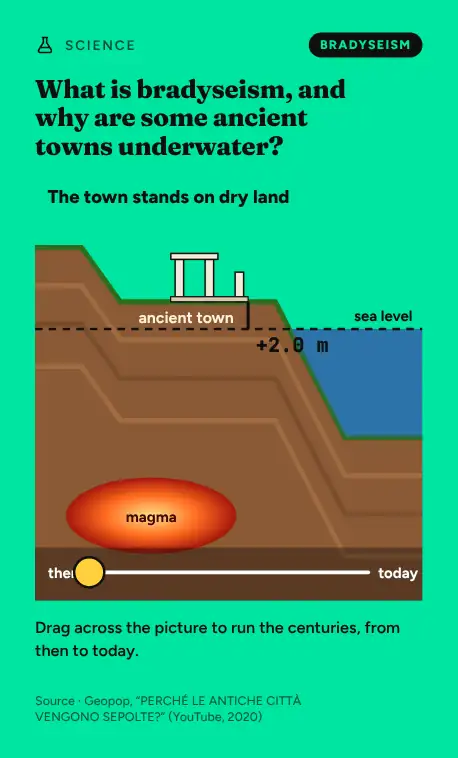 SCIENCE
BRADYSEISM
What is bradyseism, and
why are some ancient
towns underwater?
The town stands on dry land
ancient town
sea level
+2.0 m
magma
today
Drag across the picture to run the centuries, from
then to today.
Source · Geopop, “PERCHÉ LE ANTICHE CITTÀ
VENGONO SEPOLTE?” (YouTube, 2020)